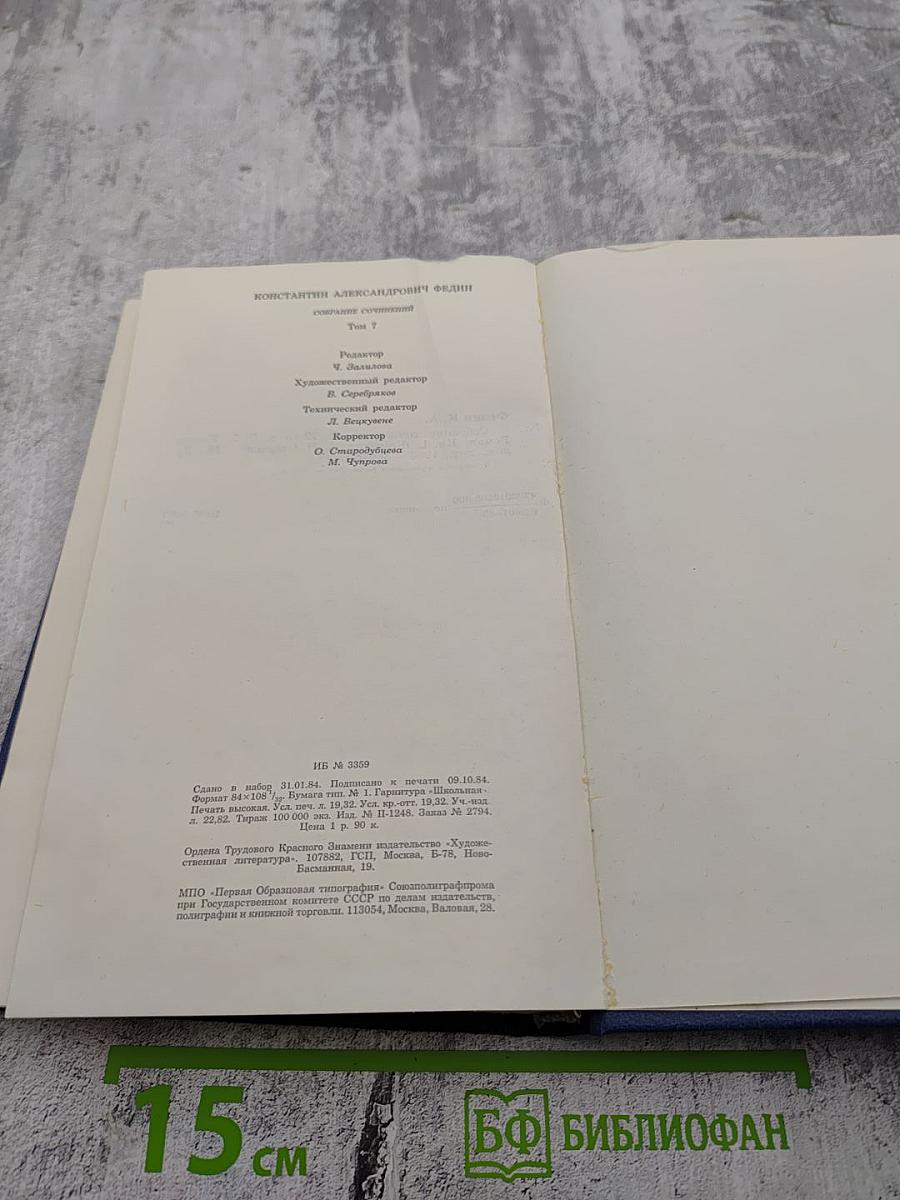 КОНСТАНТИН АЛЕКСАНДРОВИЧ ФЕДИН
СОБРАНИЕ СОЧИНЕНИЙ
Том 7
Редактор
Ч. Залилова
Художественный редактор
В. Серебряков
Технический редактор
Л. Вецкувене
Корректор
О. Стародубцева
М. Чупрова
ИБ № 3359
Сдано в набор 31.01.84. Подписано к печати 09.10.84.
Формат 84×108 1/32. Бумага тип. № 1. Гарнитура «Школьная».
Печать высокая. Усл. печ. л. 19,32. Усл. кр.-отт. 19,32. Уч.-изд.
л. 22,82. Тираж 100 000 экз. Изд. № II-1248. Заказ № 2794.
Цена 1 р. 90 к.
Ордена Трудового Красного Знамени издательство «Художе-
ственная литература». 107882, ГСП, Москва, Б-78, Ново-
Басманная, 19.
МПО «Первая Образцовая типография» Союзполиграфпрома
при Государственном комитете СССР по делам издательств,
полиграфии и книжной торговли. 113054, Москва, Валовая, 28.
15 см
БФ БИБЛИОФАН